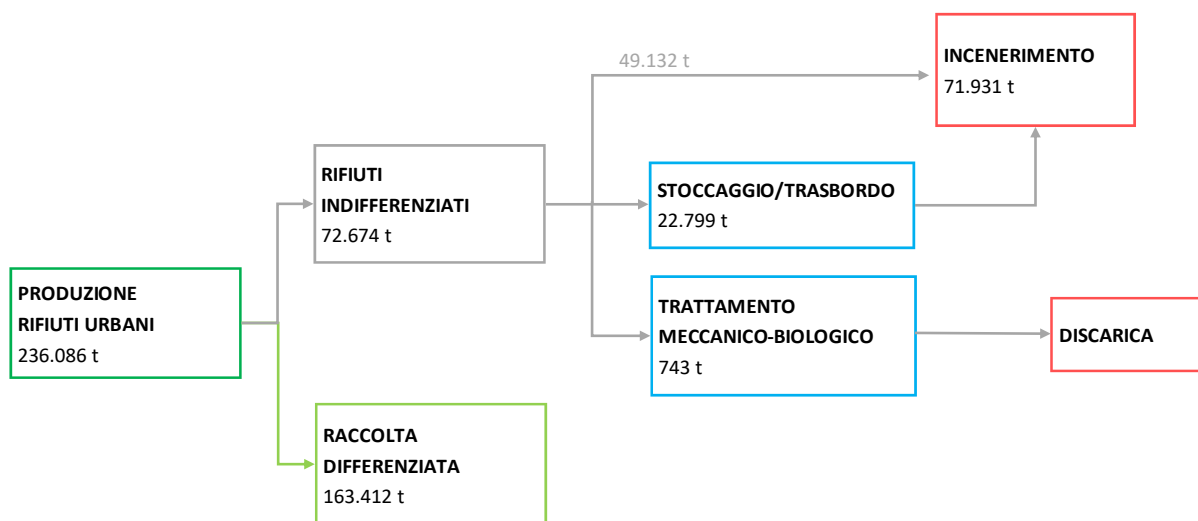 49.132 t
INCENERIMENTO
71.931 t
RIFIUTI
INDIFFERENZIATI
72.674 t
STOCCAGGIO/TRASBORDO
22.799 t
PRODUZIONE
RIFIUTI URBANI
236.086 t
TRATTAMENTO
MECCANICO-BIOLOGICO
743 t
DISCARICA
RACCOLTA
DIFFERENZIATA
163.412 t